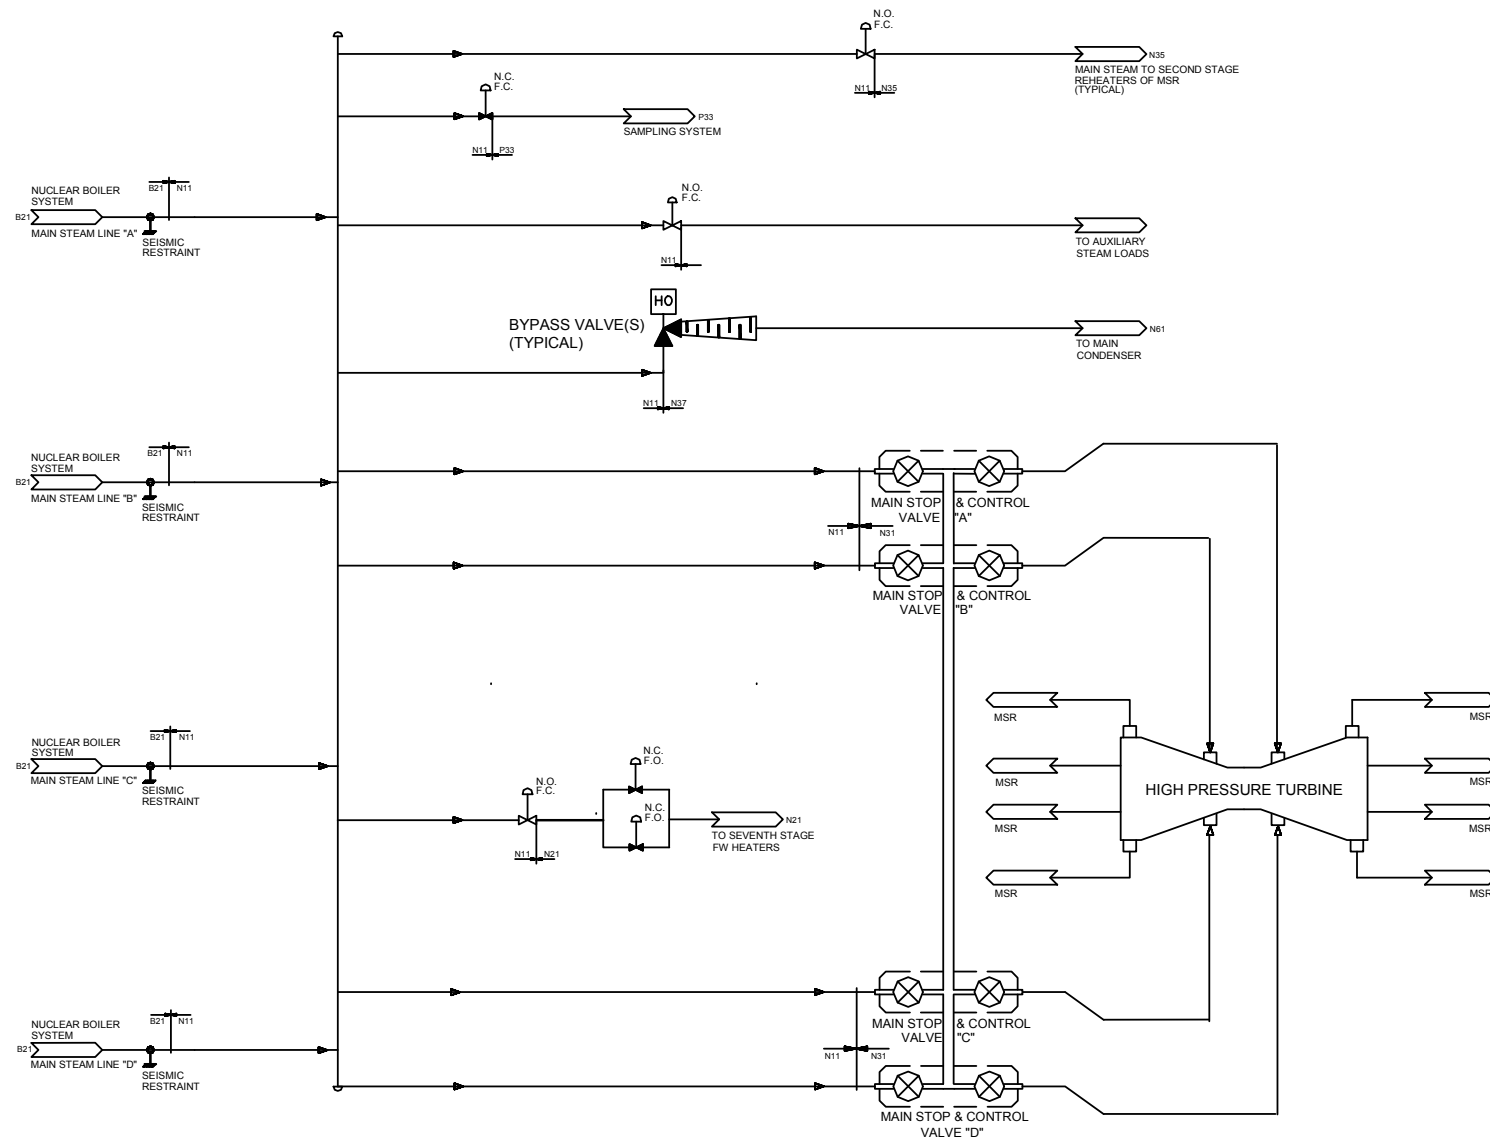 N.O.
F.C.
N35
MAIN STEAM TO SECOND STAGE
REHEATERS OF MSR
(TYPICAL)
N11 N35
N.C.
F.C.
P33
SAMPLING SYSTEM
N11 P33
NUCLEAR BOILER
SYSTEM
B21 N11
B21
MAIN STEAM LINE "A"
SEISMIC
RESTRAINT
N.O.
F.C.
N11
TO AUXILIARY
STEAM LOADS
HO
BYPASS VALVE(S)
(TYPICAL)
N61
TO MAIN
CONDENSER
N11 N37
NUCLEAR BOILER
SYSTEM
B21 N11
B21
MAIN STEAM LINE "B"
SEISMIC
RESTRAINT
MAIN STOP & CONTROL
VALVE "A"
N11 N31
MAIN STOP & CONTROL
VALVE "B"
NUCLEAR BOILER
SYSTEM
B21 N11
B21
MAIN STEAM LINE "C"
SEISMIC
RESTRAINT
N.O.
F.C.
N11 N21
N.C.
F.O.
N.C.
F.O.
N21
TO SEVENTH STAGE
FW HEATERS
MSR
MSR
MSR
MSR
HIGH PRESSURE TURBINE
MSR
MSR
MSR
MSR
NUCLEAR BOILER
SYSTEM
B21 N11
B21
MAIN STEAM LINE "D"
SEISMIC
RESTRAINT
MAIN STOP & CONTROL
VALVE "C"
N11 N31
MAIN STOP & CONTROL
VALVE "D"